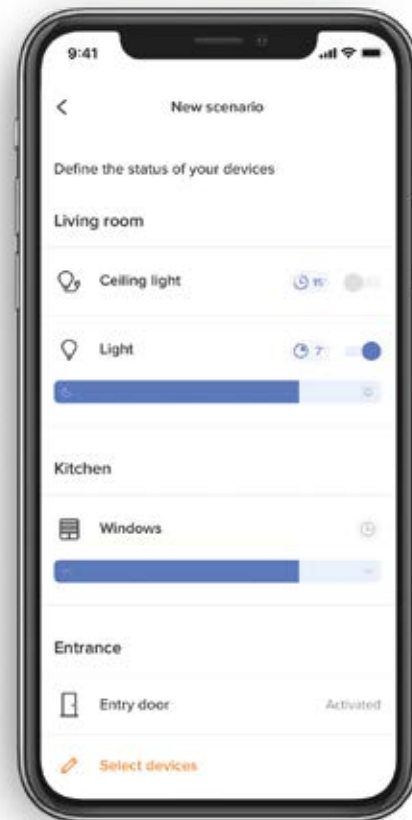 9:41
New scenario
Define the status of your devices
Living room
Ceiling light
15'
Light
7'
Kitchen
Windows
Entrance
Entry door
Activated
Select devices